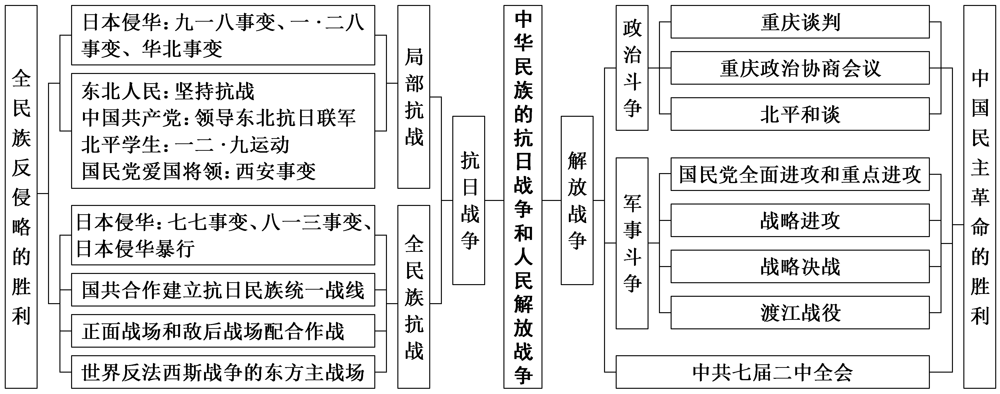 全民族反侵略的胜利
日本侵华：九一八事变、一·二八
事变、华北事变
东北人民：坚持抗战
中国共产党：领导东北抗日联军
北平学生：一二·九运动
国民党爱国将领：西安事变
日本侵华：七七事变、八一三事变、
日本侵华暴行
国共合作建立抗日民族统一战线
正面战场和敌后战场配合作战
世界反法西斯战争的东方主战场
局部抗战
全民族抗战
抗日战争
中华民族的抗日战争和人民解放战争
解放战争
政治斗争
重庆谈判
重庆政治协商会议
北平和谈
军事斗争
国民党全面进攻和重点进攻
战略进攻
战略决战
渡江战役
中共七届二中全会
中国民主革命的胜利